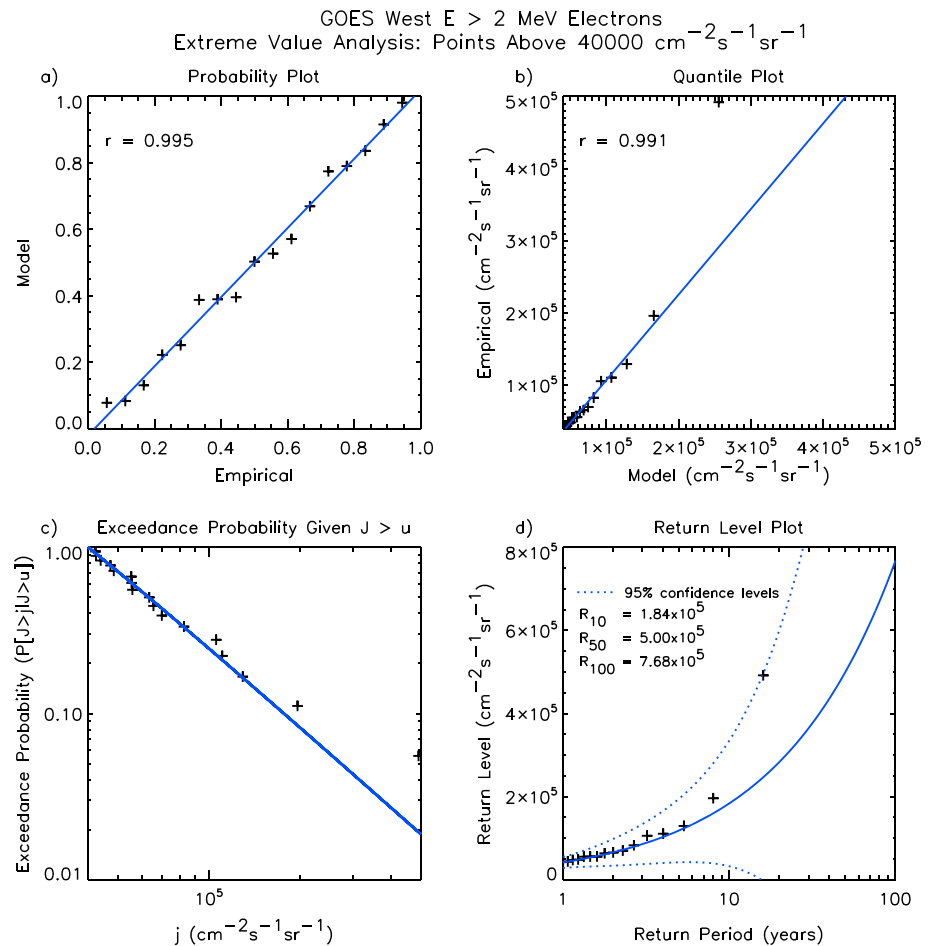 GOES West E > 2 MeV Electrons
Extreme Value Analysis: Points Above 40000 cm⁻²s⁻¹sr⁻¹
a) Probability Plot
r = 0.995
1.0
0.8
0.6
0.4
0.2
0.0
Model
0.0 0.2 0.4 0.6 0.8 1.0
Empirical
b) Quantile Plot
r = 0.991
5×10⁵
4×10⁵
3×10⁵
2×10⁵
1×10⁵
Empirical (cm⁻²s⁻¹sr⁻¹)
1×10⁵ 2×10⁵ 3×10⁵ 4×10⁵ 5×10⁵
Model (cm⁻²s⁻¹sr⁻¹)
c) Exceedance Probability Given J > u
1.00
0.10
0.01
Exceedance Probability (P[J>j|J>u])
10⁵
j (cm⁻²s⁻¹sr⁻¹)
d) Return Level Plot
95% confidence levels
R₁₀ = 1.84x10⁵
R₅₀ = 5.00x10⁵
R₁₀₀ = 7.68x10⁵
8×10⁵
6×10⁵
4×10⁵
2×10⁵
0
Return Level (cm⁻²s⁻¹sr⁻¹)
1 10 100
Return Period (years)